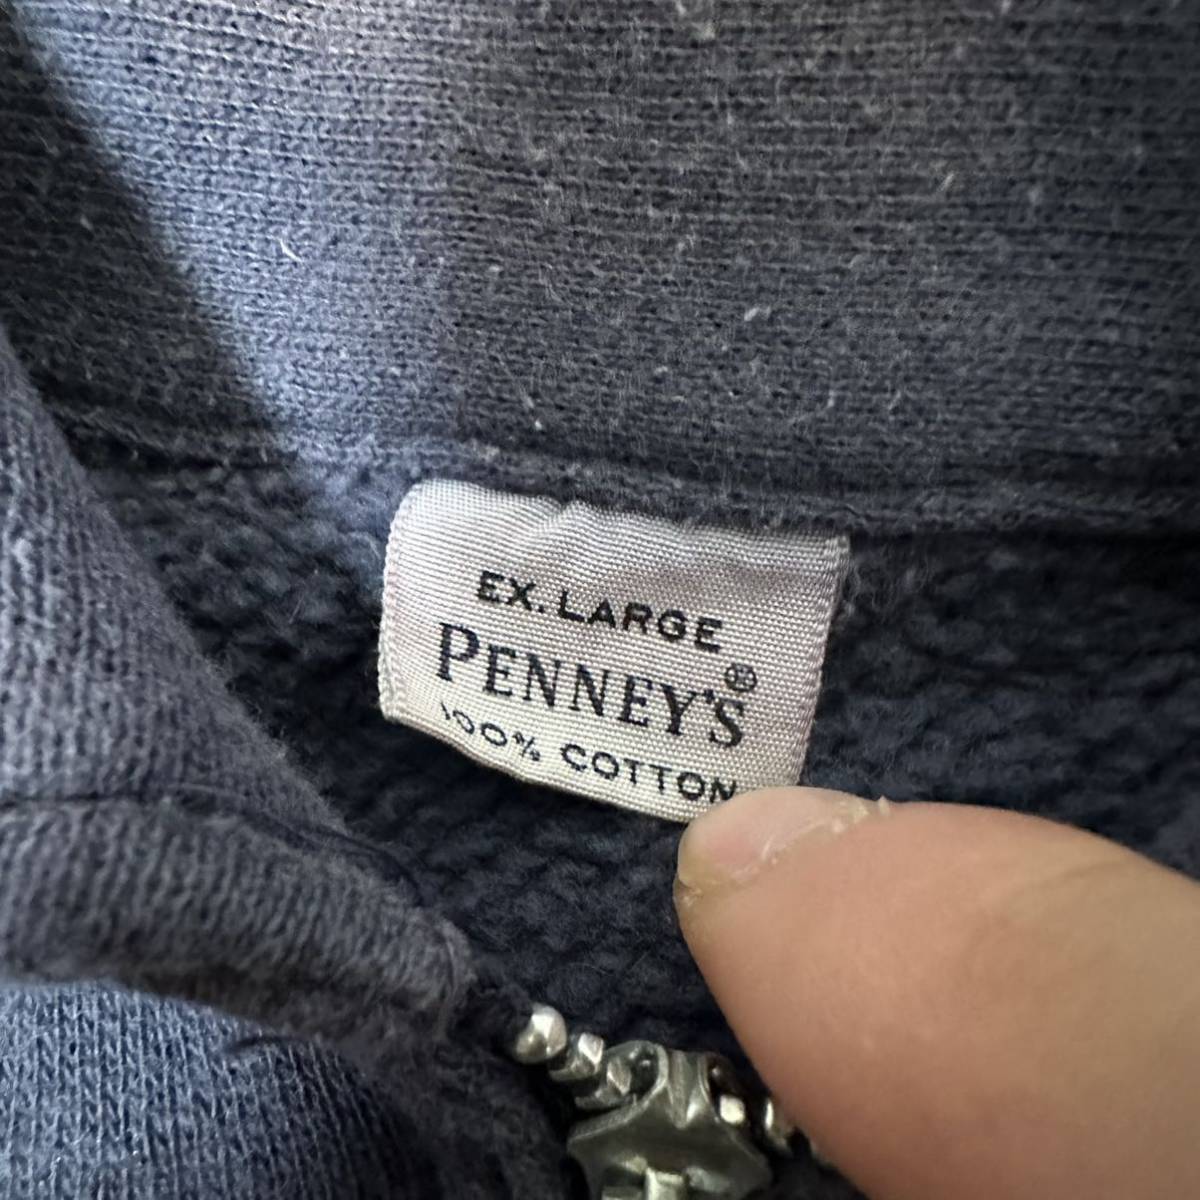 EX. LARGE
PENNEY'S®
100% COTTON